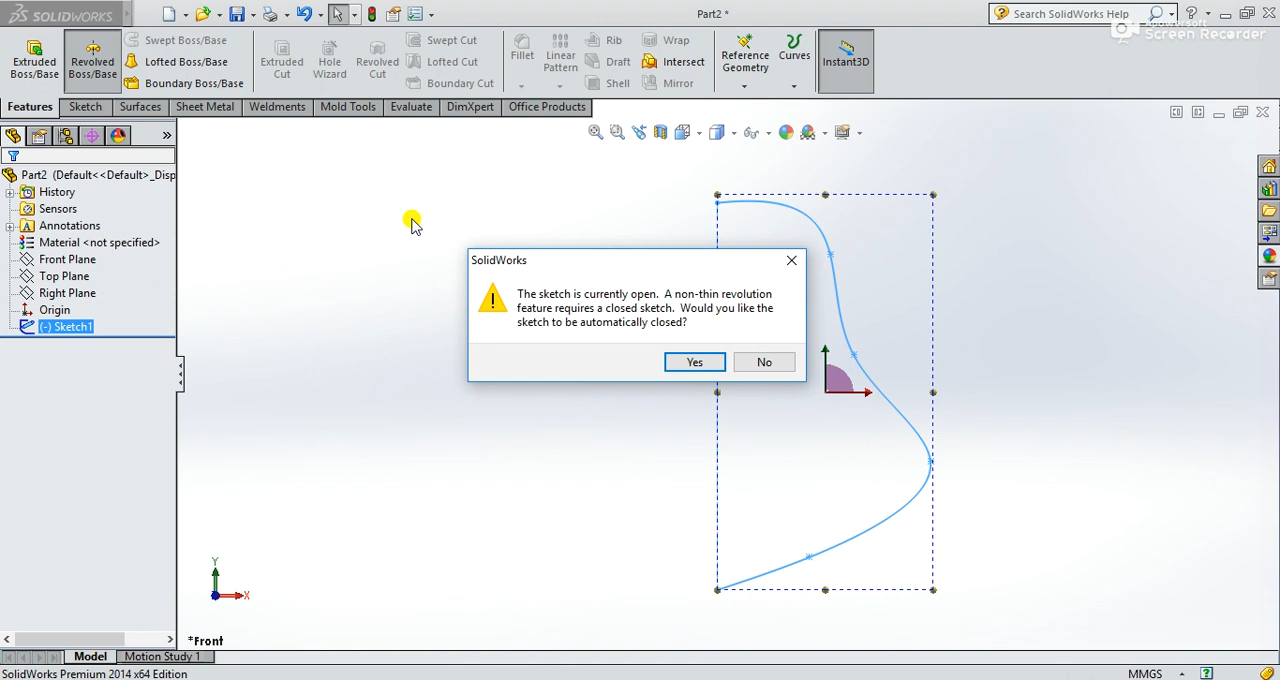 SOLIDWORKS
Part2 *
Search SolidWorks Help
Screen Recorder
Extruded Boss/Base
Revolved Boss/Base
Swept Boss/Base
Lofted Boss/Base
Boundary Boss/Base
Extruded Cut
Hole Wizard
Revolved Cut
Swept Cut
Lofted Cut
Boundary Cut
Fillet
Linear Pattern
Rib
Draft
Shell
Wrap
Intersect
Mirror
Reference Geometry
Curves
Instant3D
Features
Sketch
Surfaces
Sheet Metal
Weldments
Mold Tools
Evaluate
DimXpert
Office Products
Part2 (Default<<Default>_Disp
History
Sensors
Annotations
Material <not specified>
Front Plane
Top Plane
Right Plane
Origin
(-) Sketch1
SolidWorks
The sketch is currently open. A non-thin revolution
feature requires a closed sketch. Would you like the
sketch to be automatically closed?
Yes
No
Y
X
*Front
Model
Motion Study 1
SolidWorks Premium 2014 x64 Edition
MMGS